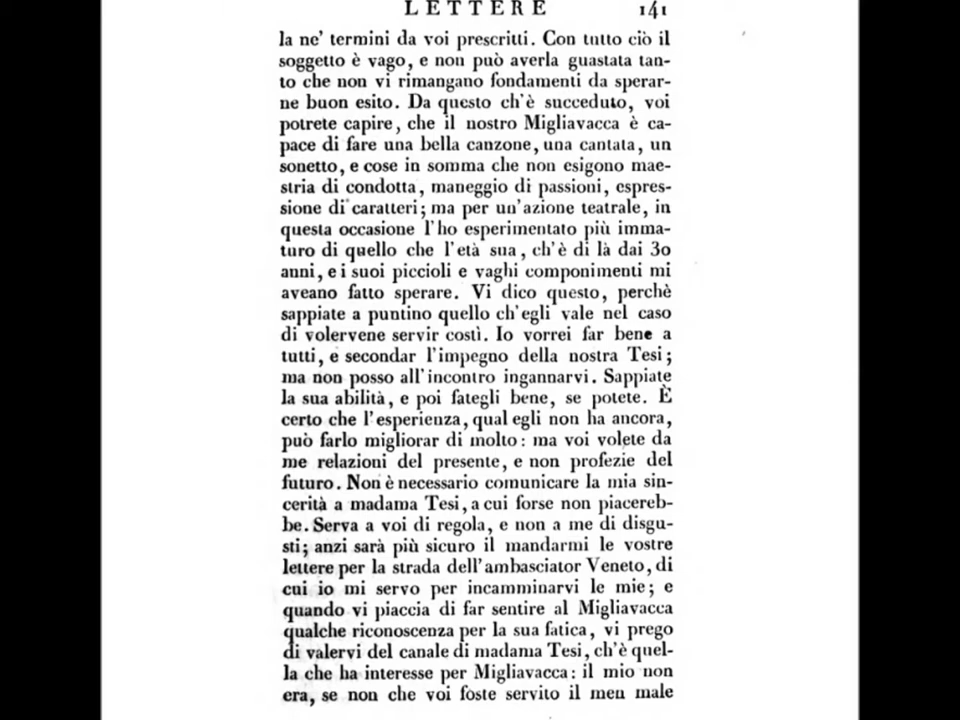 LETTERE 141
la ne' termini da voi prescritti. Con tutto ciò il
soggetto è vago, e non può averla guastata tan-
to che non vi rimangano fondamenti da sperar-
ne buon esito. Da questo ch'è succeduto, voi
potrete capire, che il nostro Migliavacca è ca-
pace di fare una bella canzone, una cantata, un
sonetto, e cose in somma che non esigono mae-
stria di condotta, maneggio di passioni, espres-
sione di caratteri; ma per un'azione teatrale, in
questa occasione l'ho esperimentato più imma-
turo di quello che l'età sua, ch'è di là dai 30
anni, e i suoi piccioli e vaghi componimenti mi
aveano fatto sperare. Vi dico questo, perchè
sappiate a puntino quello ch'egli vale nel caso
di volervene servir costì. Io vorrei far bene a
tutti, e secondar l'impegno della nostra Tesi;
ma non posso all'incontro ingannarvi. Sappiate
la sua abilità, e poi fategli bene, se potete. È
certo che l'esperienza, qual egli non ha ancora,
può farlo migliorar di molto: ma voi volete da
me relazioni del presente, e non profezie del
futuro. Non è necessario comunicare la mia sin-
cerità a madama Tesi, a cui forse non piacereb-
be. Serva a voi di regola, e non a me di disgu-
sti; anzi sarà più sicuro il mandarmi le vostre
lettere per la strada dell'ambasciator Veneto, di
cui io mi servo per incamminarvi le mie; e
quando vi piaccia di far sentire al Migliavacca
qualche riconoscenza per la sua fatica, vi prego
di valervi del canale di madama Tesi, ch'è quel-
la che ha interesse per Migliavacca: il mio non
era, se non che voi foste servito il men male